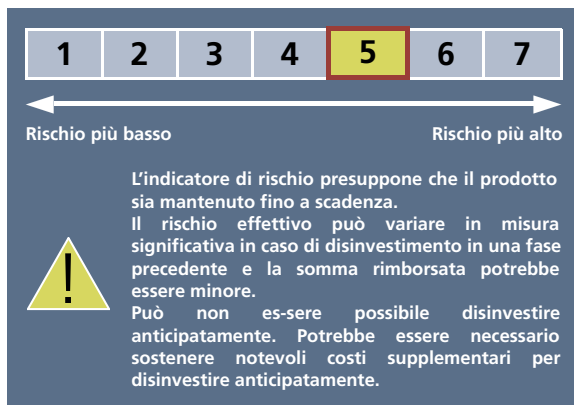 1 2 3 4 5 6 7
Rischio più basso Rischio più alto
L'indicatore di rischio presuppone che il prodotto
sia mantenuto fino a scadenza.
Il rischio effettivo può variare in misura
significativa in caso di disinvestimento in una fase
precedente e la somma rimborsata potrebbe
essere minore.
Può non es-sere possibile disinvestire
anticipatamente. Potrebbe essere necessario
sostenere notevoli costi supplementari per
disinvestire anticipatamente.
!